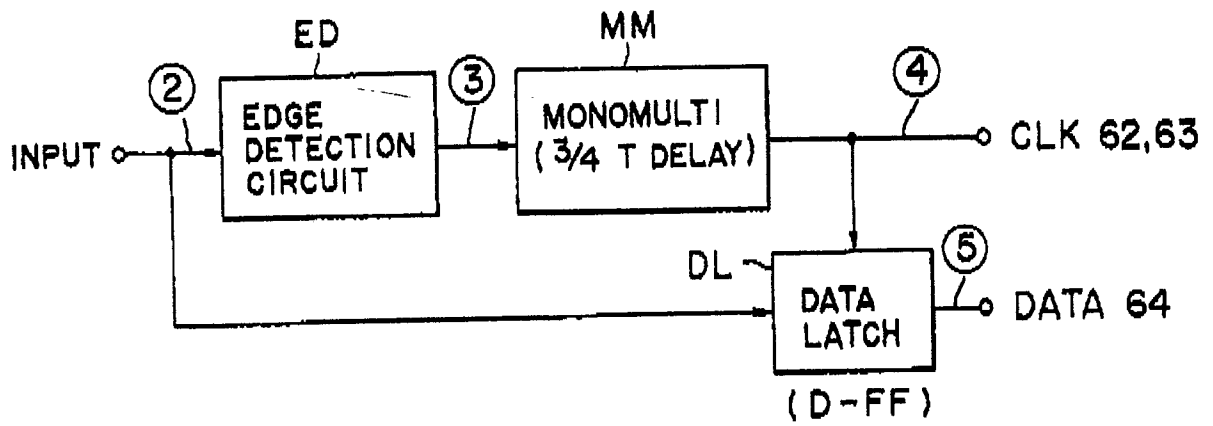 ED
MM
②
③
④
INPUT
EDGE
DETECTION
CIRCUIT
MONOMULTI
(3/4 T DELAY)
CLK 62,63
DL
DATA
LATCH
⑤
DATA 64
(D-FF)